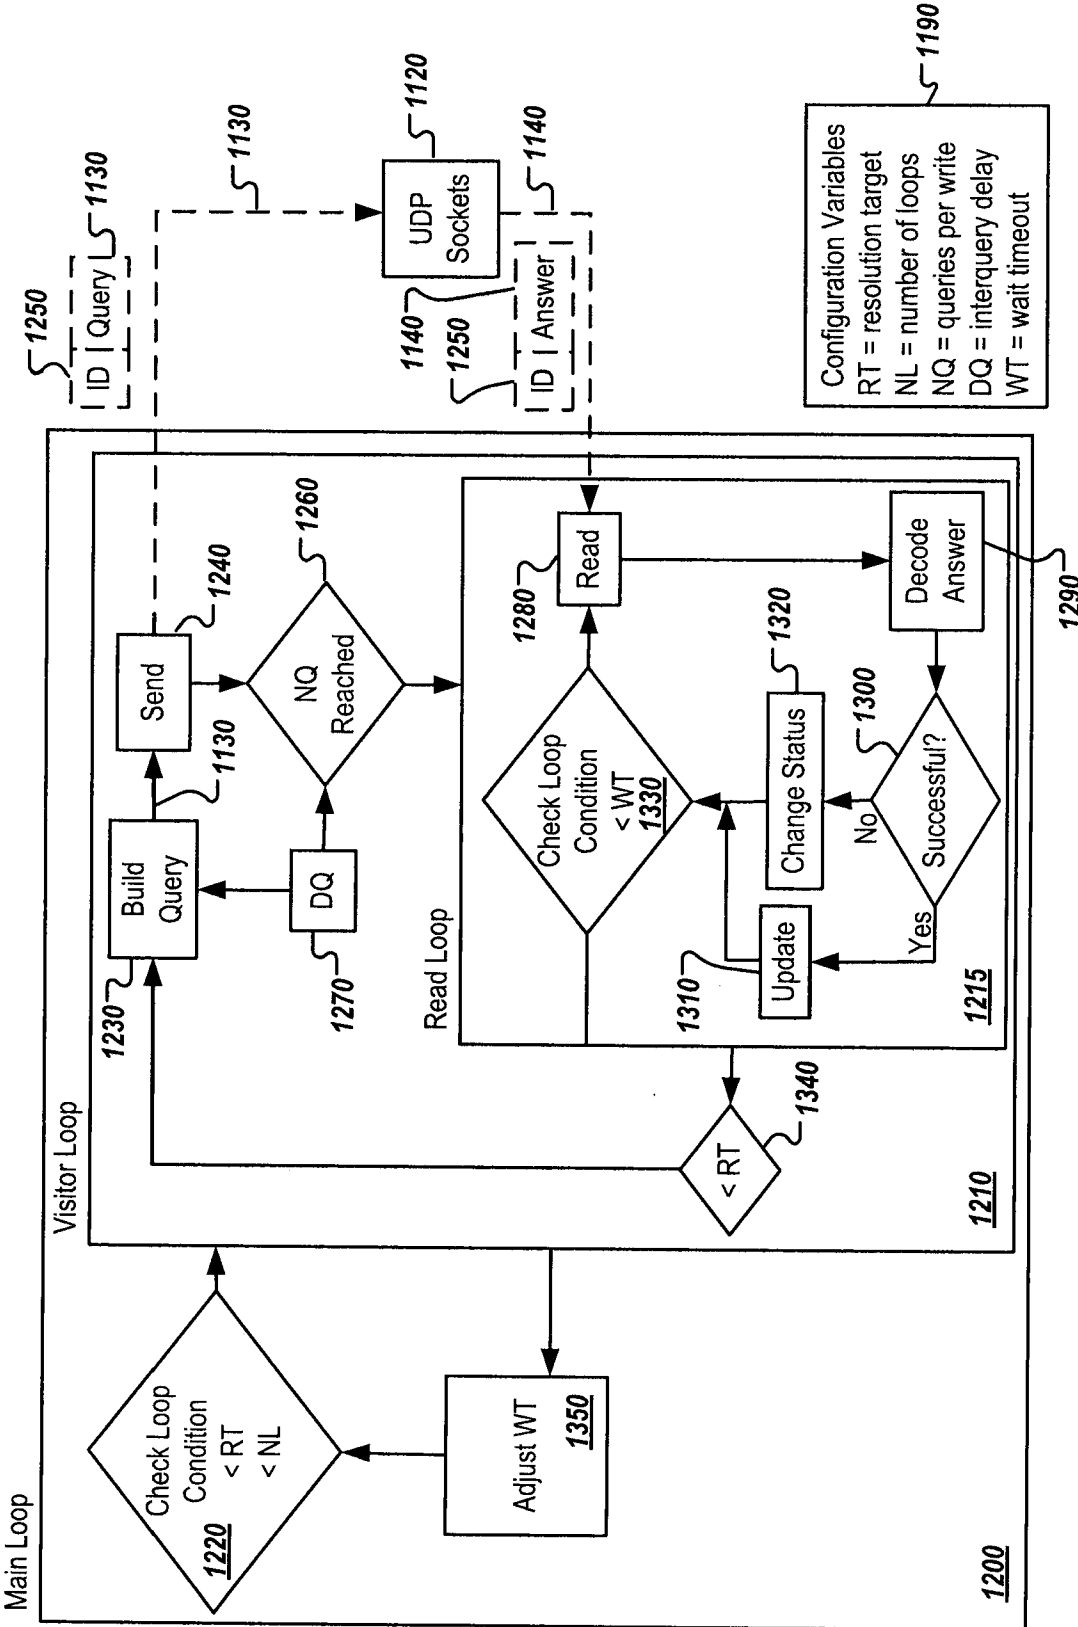 Main Loop
Visitor Loop
Read Loop
Check Loop
Condition
< RT
< NL
1220
Adjust WT
1350
1200
1230
Build
Query
1130
Send
1240
1250
ID
Query
1130
1130
DQ
1270
NQ
Reached
1260
UDP
Sockets
1120
1140
1140
1250
ID
Answer
Check Loop
Condition
< WT
1330
1280
Read
Decode
Answer
1290
Successful?
1300
No
Yes
Change Status
1320
Update
1310
1215
< RT
1340
1210
Configuration Variables
RT = resolution target
NL = number of loops
NQ = queries per write
DQ = interquery delay
WT = wait timeout
1190